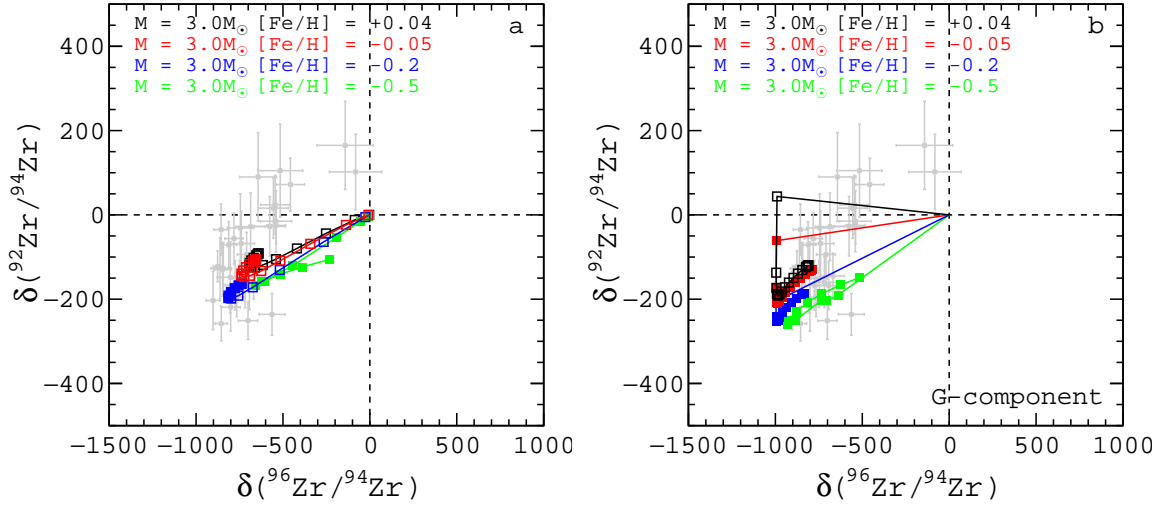 a
M = 3.0M☉ [Fe/H] = +0.04
M = 3.0M☉ [Fe/H] = −0.05
M = 3.0M☉ [Fe/H] = −0.2
M = 3.0M☉ [Fe/H] = −0.5
400
200
0
−200
−400
δ(⁹²Zr/⁹⁴Zr)
−1500 −1000 −500 0 500 1000
δ(⁹⁶Zr/⁹⁴Zr)
b
M = 3.0M☉ [Fe/H] = +0.04
M = 3.0M☉ [Fe/H] = −0.05
M = 3.0M☉ [Fe/H] = −0.2
M = 3.0M☉ [Fe/H] = −0.5
400
200
0
−200
−400
δ(⁹²Zr/⁹⁴Zr)
G−component
−1500 −1000 −500 0 500 1000
δ(⁹⁶Zr/⁹⁴Zr)